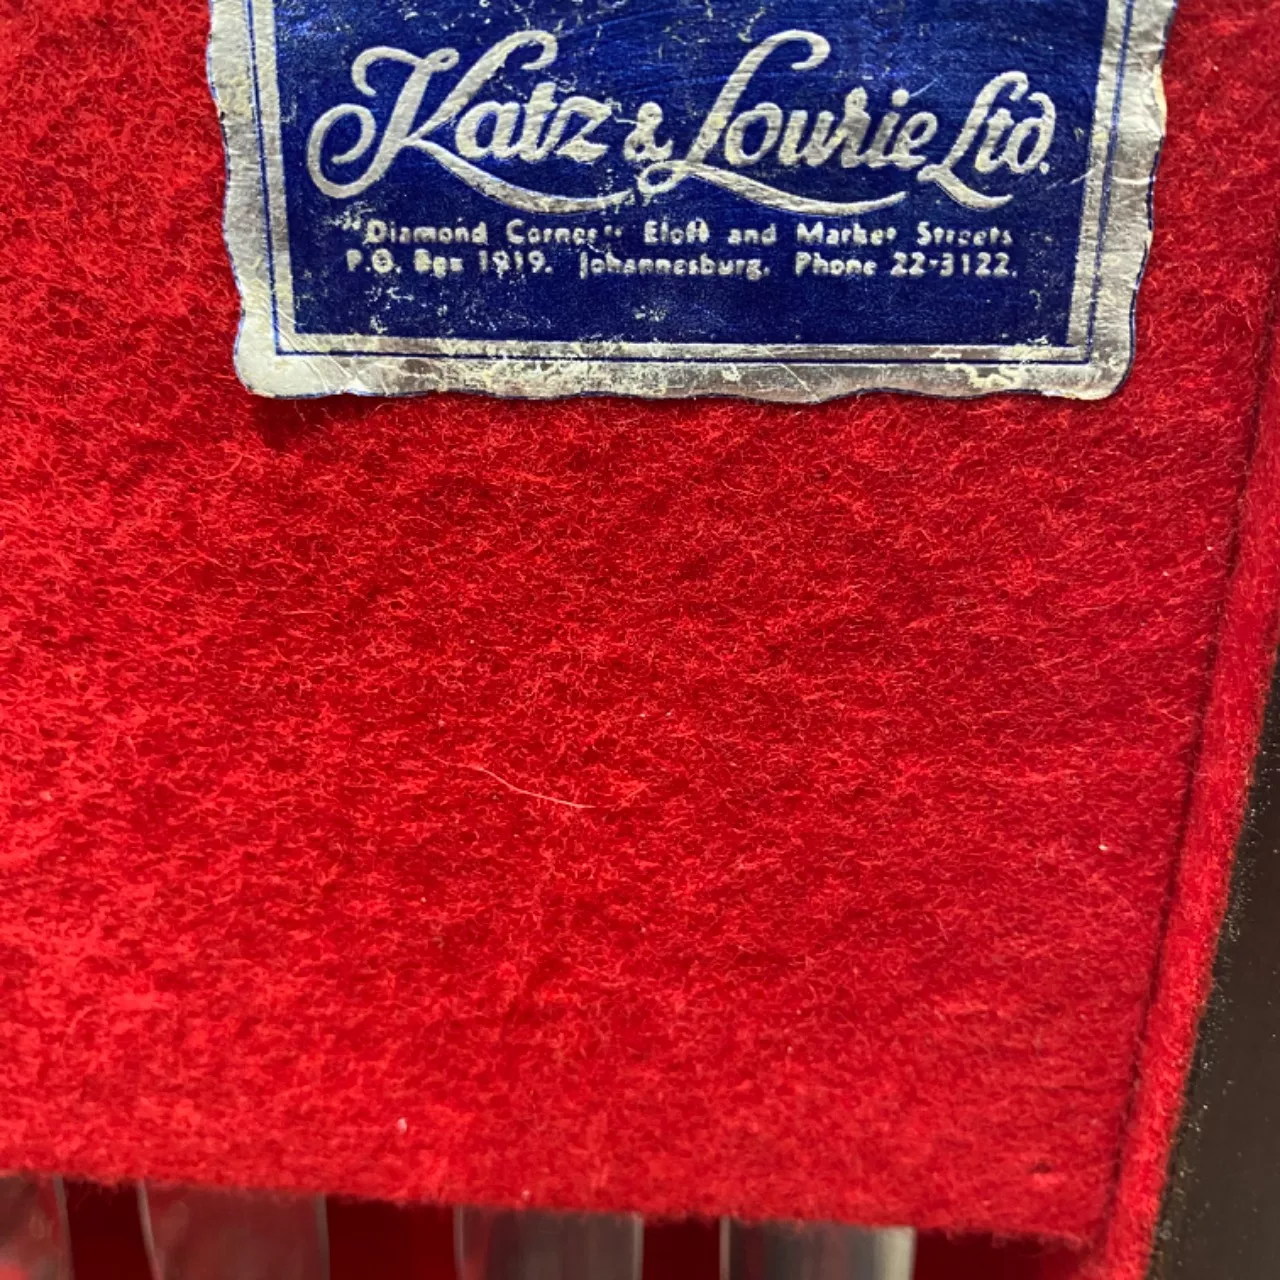 Katz & Lourie Ltd.
"Diamond Corner" Eloff and Market Streets
P.O. Box 1919. Johannesburg. Phone 22-3122.